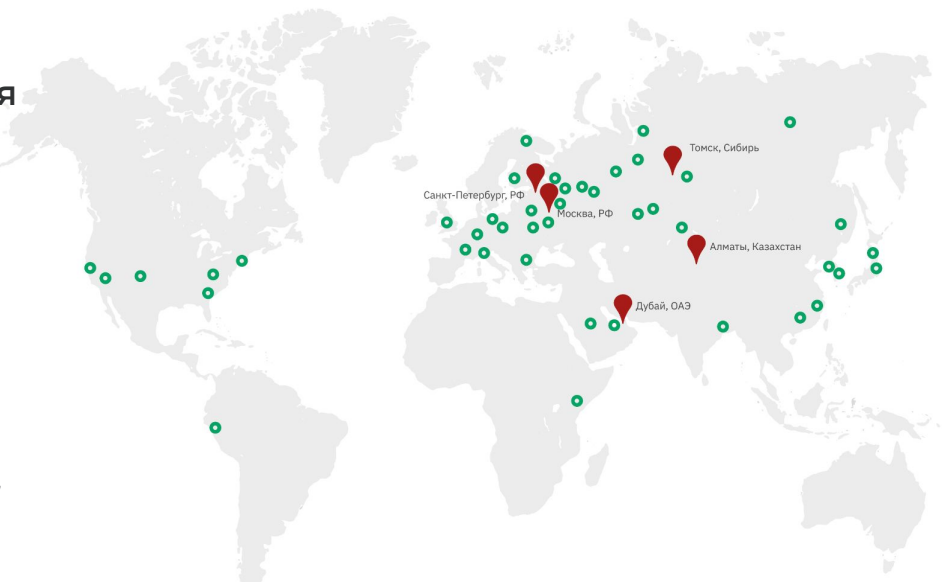 я
Томск, Сибирь
Санкт-Петербург, РФ
Москва, РФ
Алматы, Казахстан
Дубай, ОАЭ